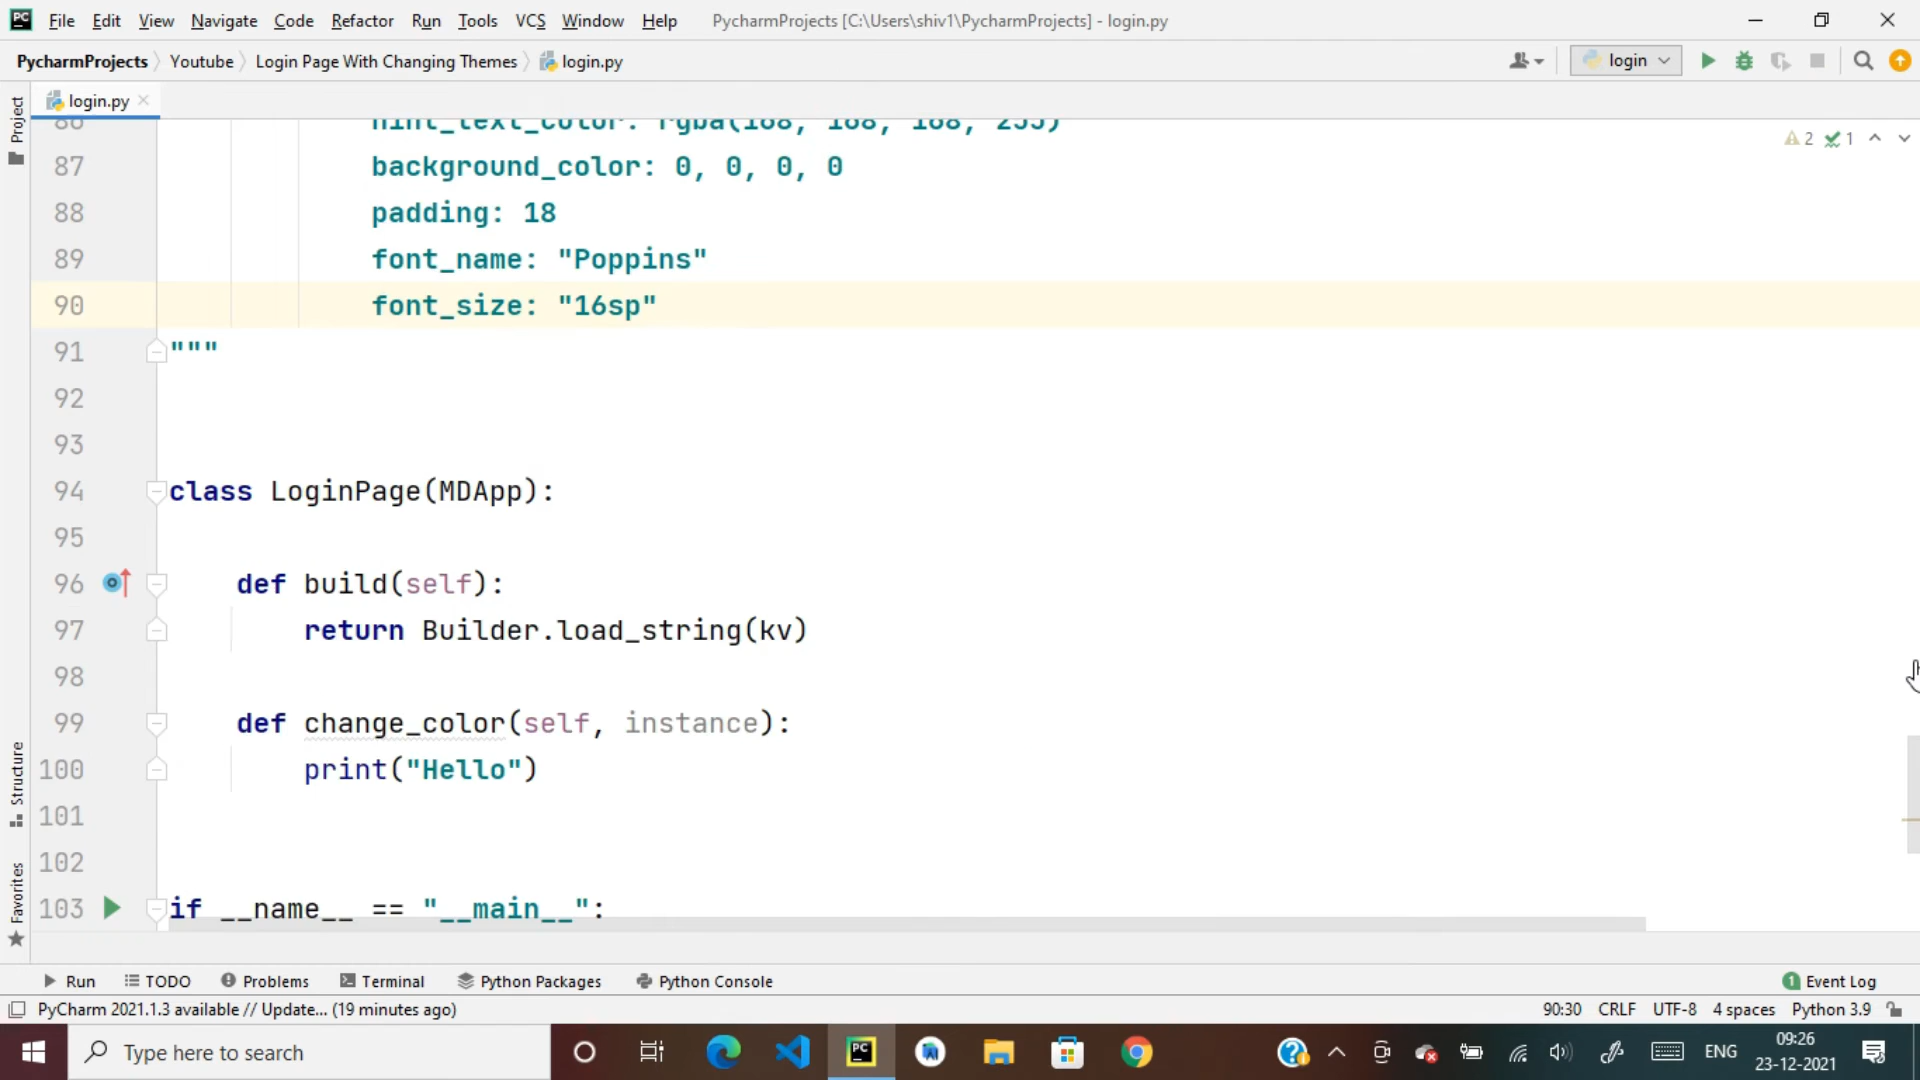 File Edit View Navigate Code Refactor Run Tools VCS Window Help PycharmProjects [C:\Users\shiv1\PycharmProjects] - login.py
PycharmProjects Youtube Login Page With Changing Themes login.py login
Project login.py
86 hint_text_color: rgba(168, 168, 168, 255)
2 1
87 background_color: 0, 0, 0, 0
88 padding: 18
89 font_name: "Poppins"
90 font_size: "16sp"
91 """
92
93
94 class LoginPage(MDApp):
95
96 def build(self):
97 return Builder.load_string(kv)
98
99 def change_color(self, instance):
100 print("Hello")
101
102
103 if __name__ == "__main__":
Structure
Favorites
Run TODO Problems Terminal Python Packages Python Console 1 Event Log
PyCharm 2021.1.3 available // Update... (19 minutes ago) 90:30 CRLF UTF-8 4 spaces Python 3.9
Type here to search ENG 09:26
23-12-2021